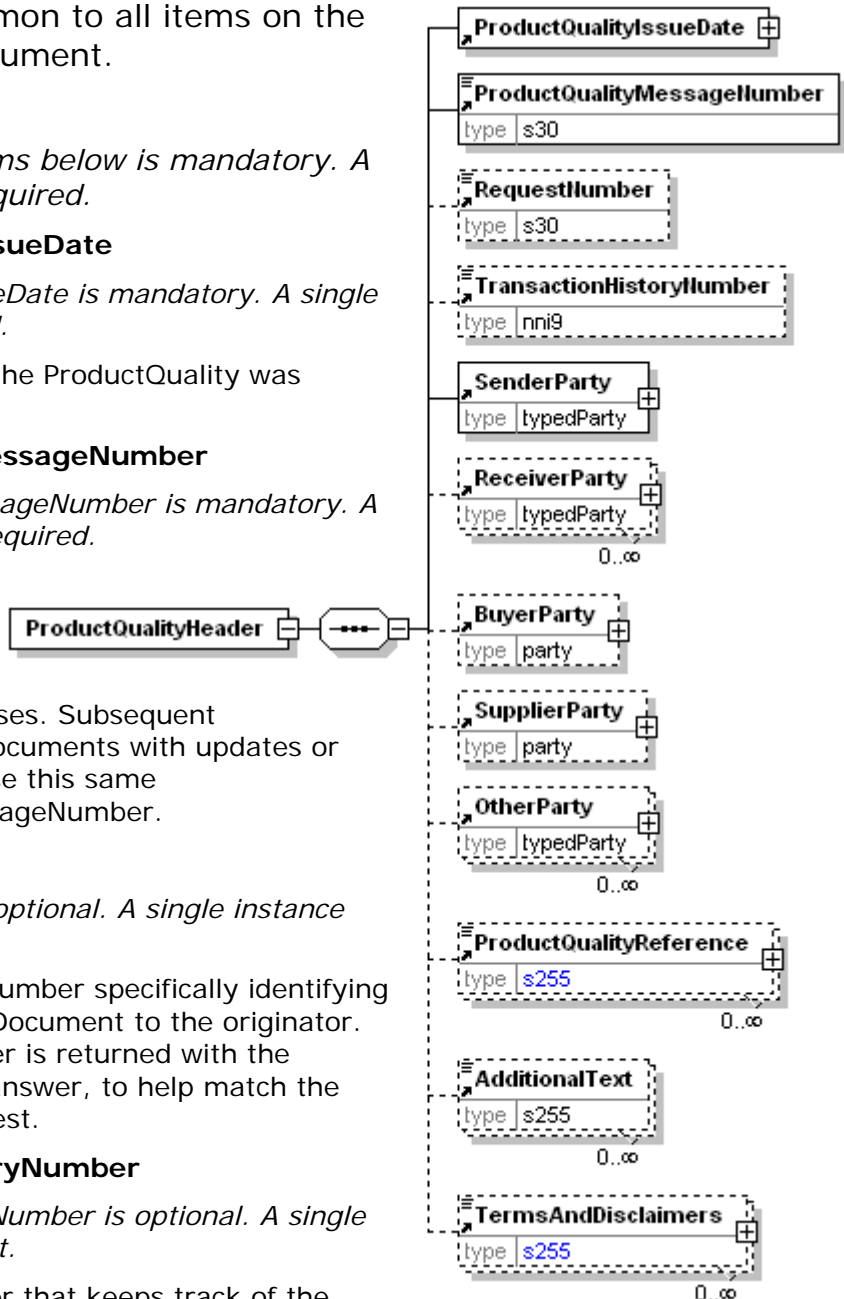 mon to all items on the
ument.
ms below is mandatory. A
quired.
sueDate
eDate is mandatory. A single
.
he ProductQuality was
essageNumber
ageNumber is mandatory. A
equired.
ses. Subsequent
ocuments with updates or
e this same
ageNumber.
optional. A single instance
umber specifically identifying
Document to the originator.
er is returned with the
nswer, to help match the
est.
ryNumber
Number is optional. A single
t.
or that keeps track of the
ProductQualityHeader
ProductQualityIssueDate
ProductQualityMessageNumber
type s30
RequestNumber
type s30
TransactionHistoryNumber
type nni9
SenderParty
type typedParty
ReceiverParty
type typedParty
0..∞
BuyerParty
type party
SupplierParty
type party
OtherParty
type typedParty
0..∞
ProductQualityReference
type s255
0..∞
AdditionalText
type s255
0..∞
TermsAndDisclaimers
type s255
0..∞